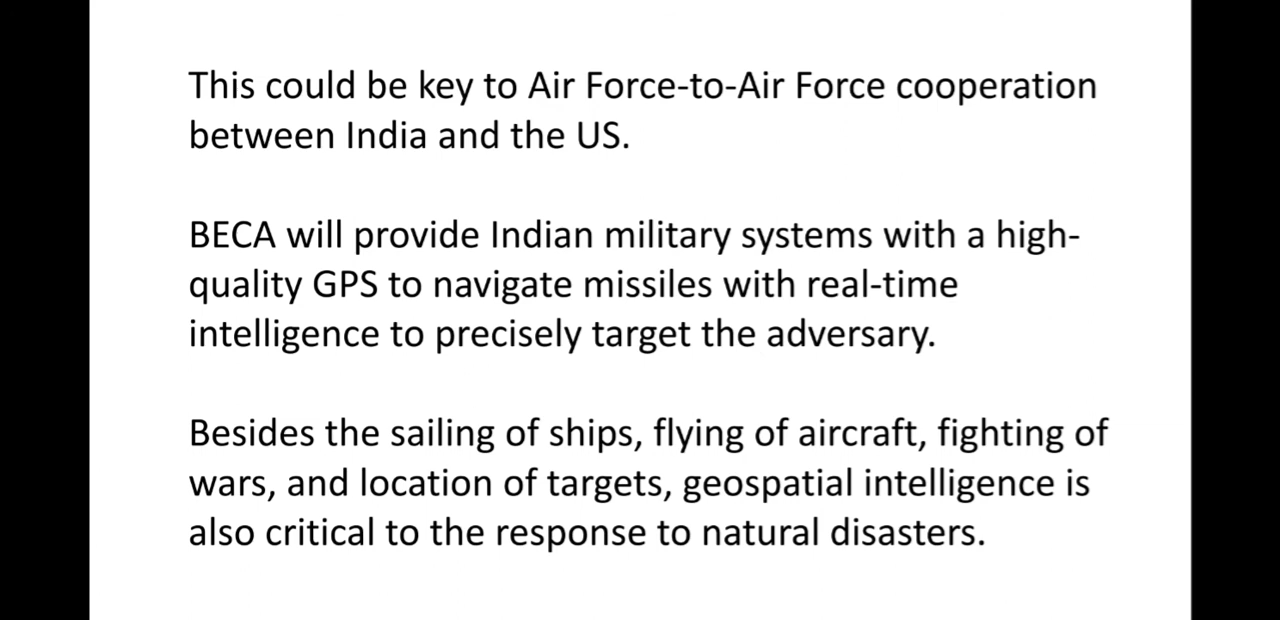 This could be key to Air Force-to-Air Force cooperation
between India and the US.
BECA will provide Indian military systems with a high-
quality GPS to navigate missiles with real-time
intelligence to precisely target the adversary.
Besides the sailing of ships, flying of aircraft, fighting of
wars, and location of targets, geospatial intelligence is
also critical to the response to natural disasters.